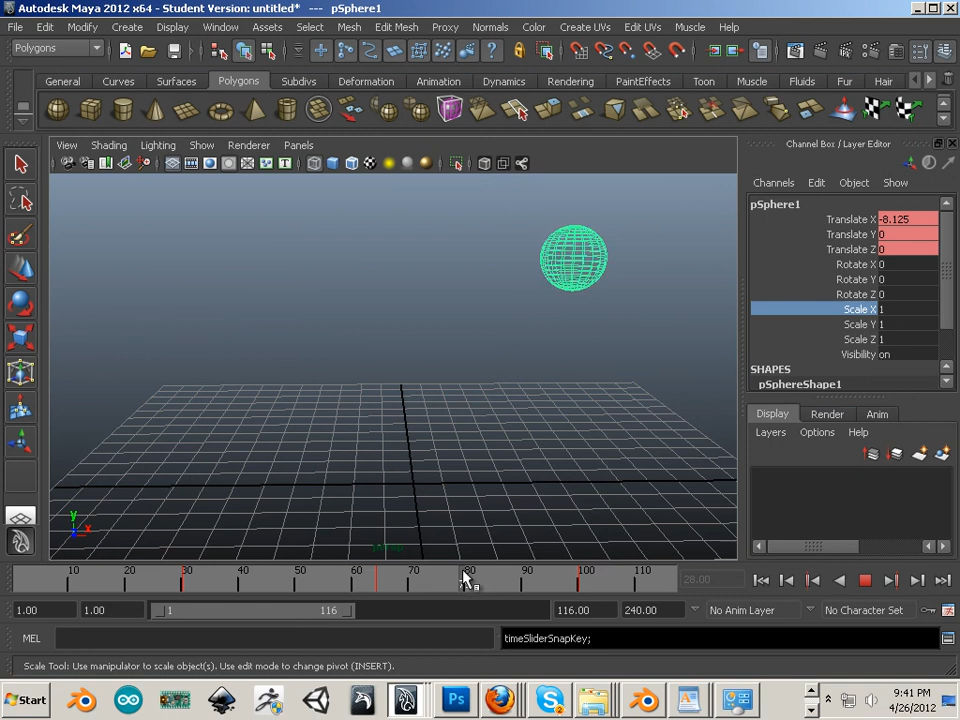 Autodesk Maya 2012 x64 - Student Version: untitled* --- pSphere1
File Edit Modify Create Display Window Assets Select Mesh Edit Mesh Proxy Normals Color Create UVs Edit UVs Muscle Help
Polygons
General Curves Surfaces Polygons Subdivs Deformation Animation Dynamics Rendering PaintEffects Toon Muscle Fluids Fur Hair
View Shading Lighting Show Renderer Panels
Channel Box / Layer Editor
Channels Edit Object Show
pSphere1
Translate X -8.125
Translate Y 0
Translate Z 0
Rotate X 0
Rotate Y 0
Rotate Z 0
Scale X 1
Scale Y 1
Scale Z 1
Visibility on
SHAPES
pSphereShape1
Display Render Anim
Layers Options Help
y
x
persp
10 20 30 40 50 60 70 80 90 100 110
28.00
1.00 1.00 1 116 116.00 240.00 No Anim Layer No Character Set
MEL timeSliderSnapKey;
Scale Tool: Use manipulator to scale object(s). Use edit mode to change pivot (INSERT).
Start
9:41 PM
4/26/2012